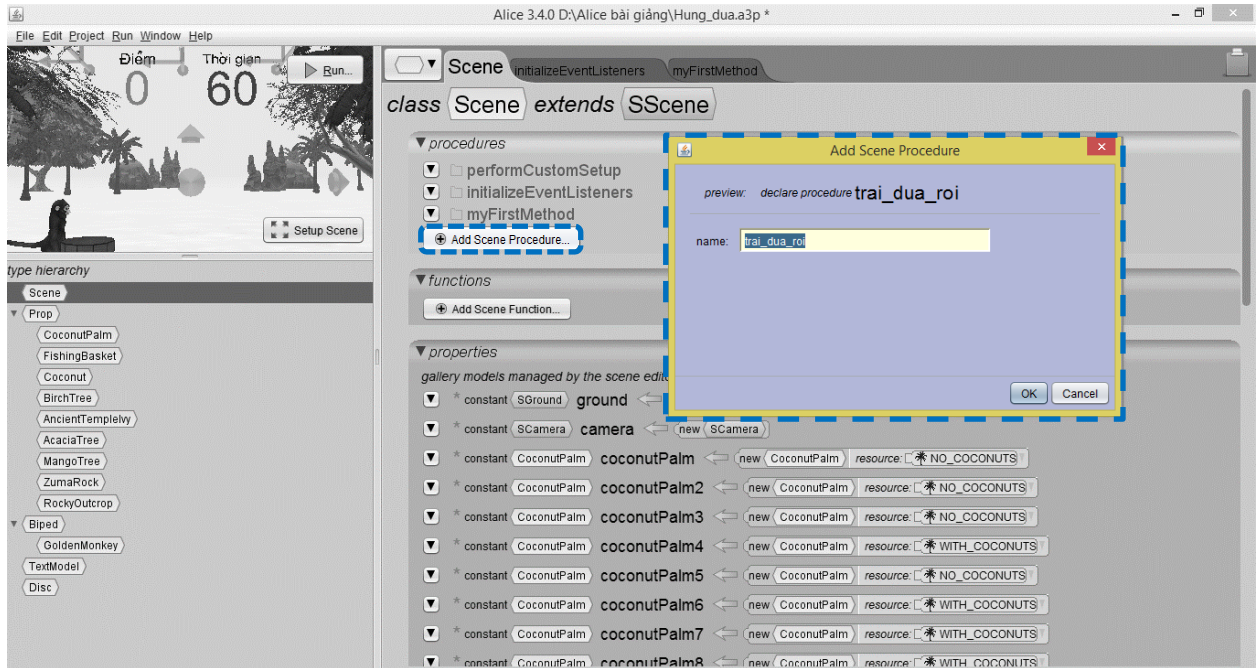 Alice 3.4.0 D:\Alice bài giảng\Hung_dua.a3p *
File Edit Project Run Window Help
Điểm Thời gian
0 60
Run...
Setup Scene
type hierarchy
Scene
Prop
CoconutPalm
FishingBasket
Coconut
BirchTree
AncientTempleIvy
AcaciaTree
MangoTree
ZumaRock
RockyOutcrop
Biped
GoldenMonkey
TextModel
Disc
Scene initializeEventListeners myFirstMethod
class Scene extends SScene
procedures
performCustomSetup
initializeEventListeners
myFirstMethod
Add Scene Procedure...
functions
Add Scene Function...
properties
gallery models managed by the scene
* constant SGround ground
* constant SCamera camera new SCamera
* constant CoconutPalm coconutPalm new CoconutPalm resource: NO_COCONUTS
* constant CoconutPalm coconutPalm2 new CoconutPalm resource: NO_COCONUTS
* constant CoconutPalm coconutPalm3 new CoconutPalm resource: NO_COCONUTS
* constant CoconutPalm coconutPalm4 new CoconutPalm resource: WITH_COCONUTS
* constant CoconutPalm coconutPalm5 new CoconutPalm resource: NO_COCONUTS
* constant CoconutPalm coconutPalm6 new CoconutPalm resource: WITH_COCONUTS
* constant CoconutPalm coconutPalm7 new CoconutPalm resource: WITH_COCONUTS
* constant CoconutPalm coconutPalm8 new CoconutPalm resource: WITH_COCONUTS
Add Scene Procedure
preview: declare procedure trai_dua_roi
name: trai_dua_roi
OK Cancel